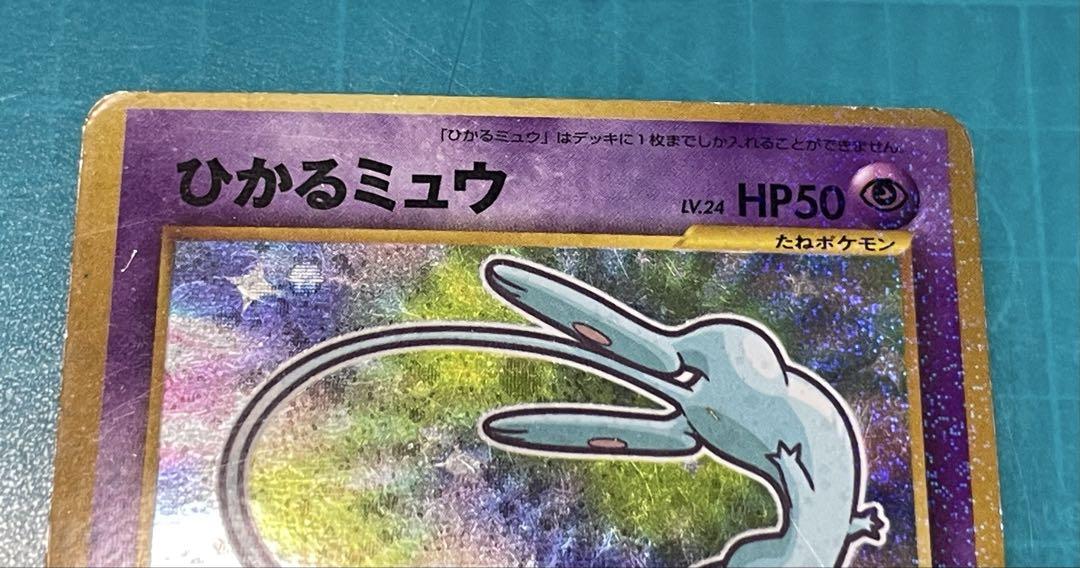 「ひかるミュウ」はデッキに1枚までしか入れることができません。
ひかるミュウ LV.24 HP50
たねポケモン